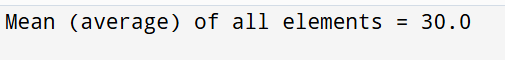 Mean (average) of all elements = 30.0